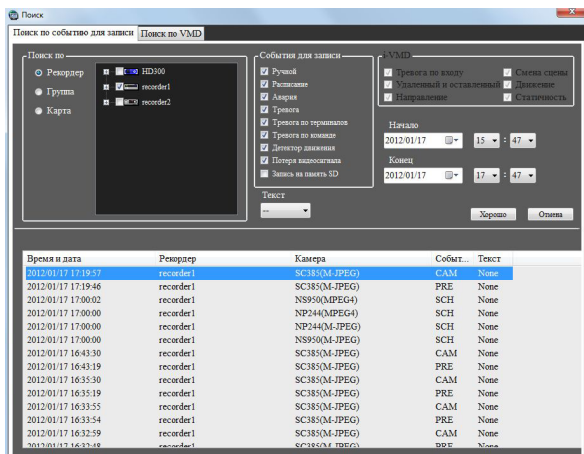 Поиск
Поиск по событию для записи Поиск по VMD
Поиск по
Рекордер
Группа
Карта
HD300
recorder1
recorder2
События для записи
Ручной
Расписание
Авария
Тревога
Тревога по терминалов
Тревога по команде
Детектор движения
Потеря видеосигнала
Запись на память SD
Текст
--
i-VMD
Тревога по входу Смена сцены
Удаленный и оставленный Движение
Направление Статичность
Начало
2012/01/17 15 : 47
Конец
2012/01/17 17 : 47
Хорошо Отмена
Время и дата Рекордер Камера Событ... Текст
2012/01/17 17:19:57 recorder1 SC385(M-JPEG) CAM None
2012/01/17 17:19:46 recorder1 SC385(M-JPEG) PRE None
2012/01/17 17:00:02 recorder1 NS950(MPEG4) SCH None
2012/01/17 17:00:00 recorder1 NP244(MPEG4) SCH None
2012/01/17 17:00:00 recorder1 NP244(M-JPEG) SCH None
2012/01/17 17:00:00 recorder1 NS950(M-JPEG) SCH None
2012/01/17 16:43:30 recorder1 SC385(M-JPEG) CAM None
2012/01/17 16:43:19 recorder1 SC385(M-JPEG) PRE None
2012/01/17 16:35:30 recorder1 SC385(M-JPEG) CAM None
2012/01/17 16:35:19 recorder1 SC385(M-JPEG) PRE None
2012/01/17 16:33:55 recorder1 SC385(M-JPEG) CAM None
2012/01/17 16:33:54 recorder1 SC385(M-JPEG) PRE None
2012/01/17 16:32:59 recorder1 SC385(M-JPEG) CAM None
2012/01/17 16:32:48 recorder1 SC385(M-JPEG) PRE None